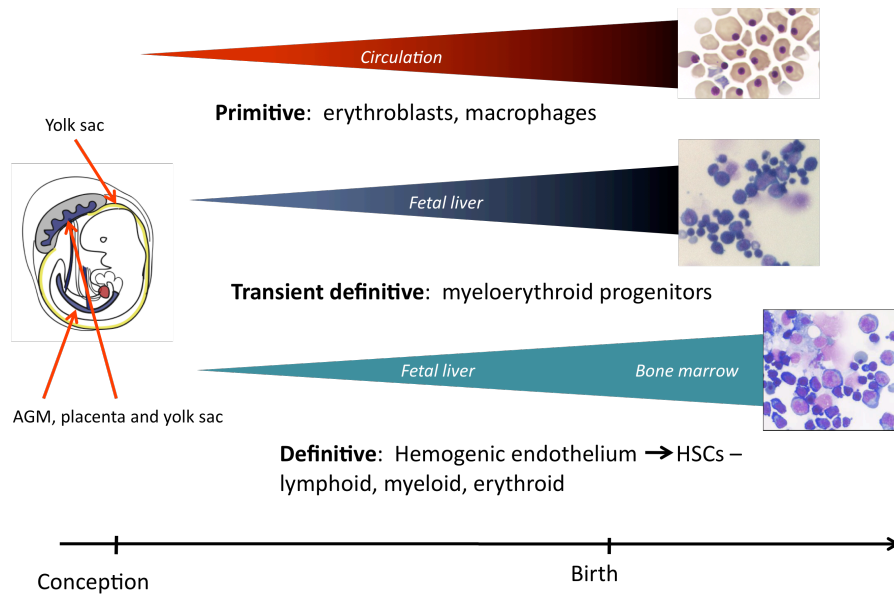 Circulation
Primitive: erythroblasts, macrophages
Yolk sac
Fetal liver
Transient definitive: myeloerythroid progenitors
Fetal liver
Bone marrow
AGM, placenta and yolk sac
Definitive: Hemogenic endothelium → HSCs –
lymphoid, myeloid, erythroid
Conception
Birth